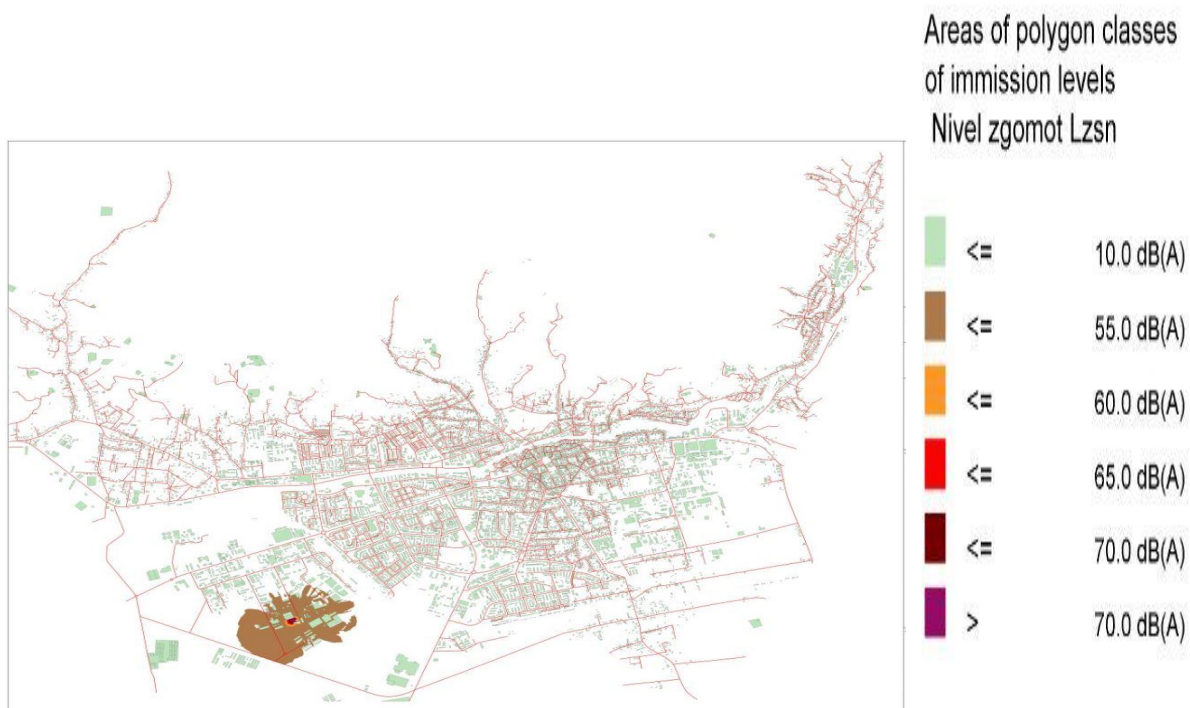 Areas of polygon classes
of immission levels
Nivel zgomot Lzsn
<= 10.0 dB(A)
<= 55.0 dB(A)
<= 60.0 dB(A)
<= 65.0 dB(A)
<= 70.0 dB(A)
> 70.0 dB(A)